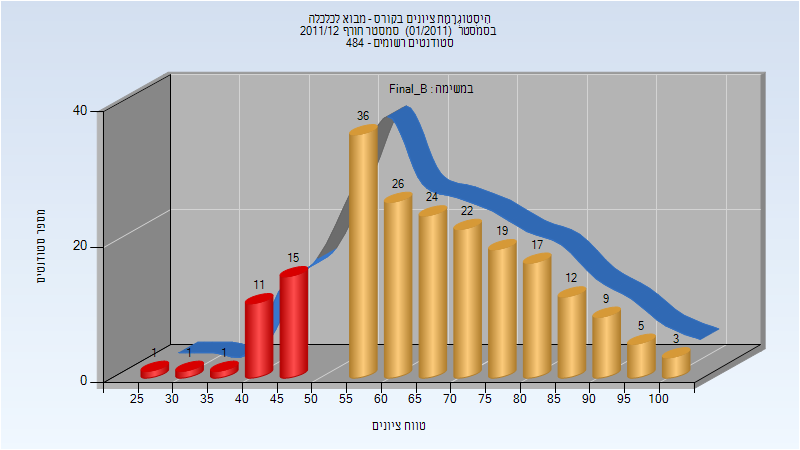 היסטוגרמת ציונים בקורס - מבוא לכלכלה
בסמסטר (01/2011) סמסטר חורף 2011/12
סטודנטים רשומים - 484
במשימה : Final_B
מספר סטודנטים
40
20
0
1
1
1
11
15
36
26
24
22
19
17
12
9
5
3
25 30 35 40 45 50 55 60 65 70 75 80 85 90 95 100
טווח ציונים